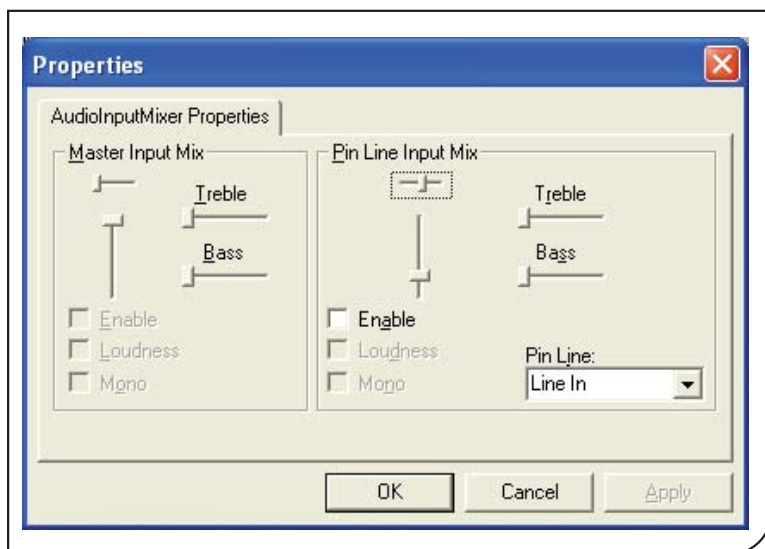 Properties
AudioInputMixer Properties
Master Input Mix
Treble
Bass
Enable
Loudness
Mono
Pin Line Input Mix
Treble
Bass
Enable
Loudness
Mono
Pin Line:
Line In
OK
Cancel
Apply